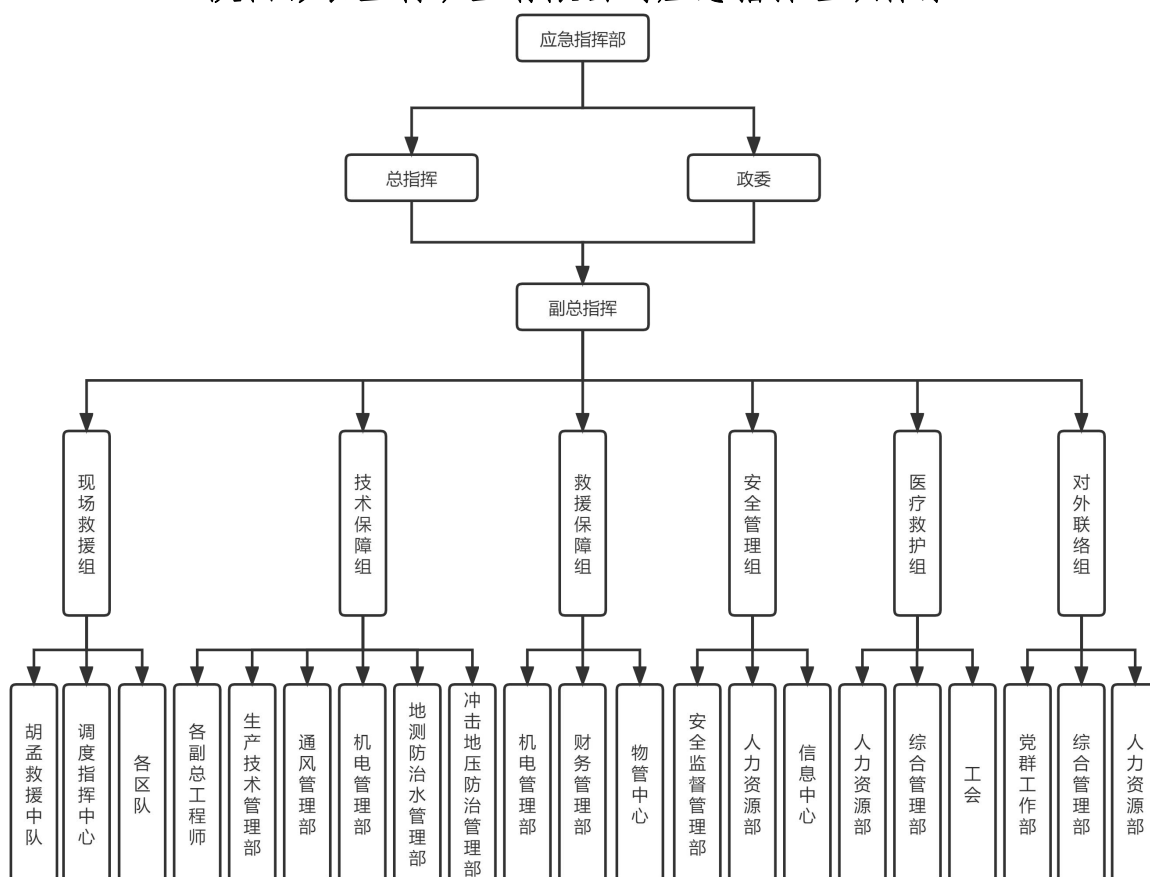 应急指挥部
总指挥
政委
副总指挥
现场救援组
技术保障组
救援保障组
安全管理组
医疗救护组
对外联络组
胡孟救援中队
调度指挥中心
各区队
各副总工程师
生产技术管理部
通风管理部
机电管理部
地测防治水管理部
冲击地压防治管理部
机电管理部
财务管理部
物管中心
安全监督管理部
人力资源部
信息中心
人力资源部
综合管理部
工会
党群工作部
综合管理部
人力资源部